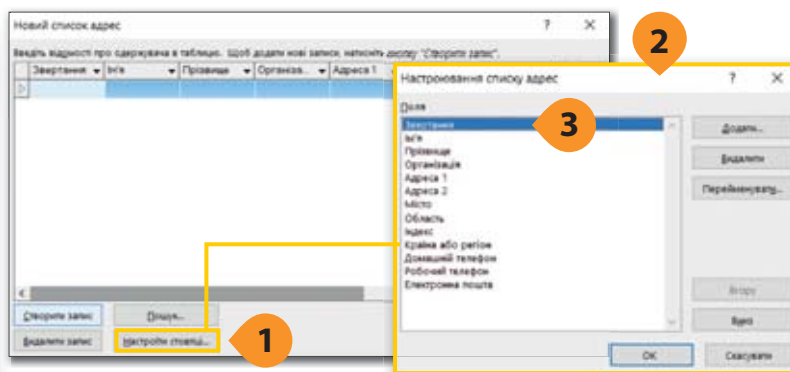 Новий список адрес
Введіть відомості про одержувача в таблицю. Щоб додати нові записи, натисніть кнопку "Створити запис".
Звертання Ім'я Прізвище Організа... Адреса 1
Створити запис Пошук...
Видалити запис Настроїти стовпці...
1
2
Настроювання списку адрес
Поля
Звертання
3
Ім'я
Прізвище
Організація
Адреса 1
Адреса 2
Місто
Область
Індекс
Країна або регіон
Домашній телефон
Робочий телефон
Електронна пошта
Додати...
Видалити
Перейменувати...
Вгору
Вниз
ОК Скасувати